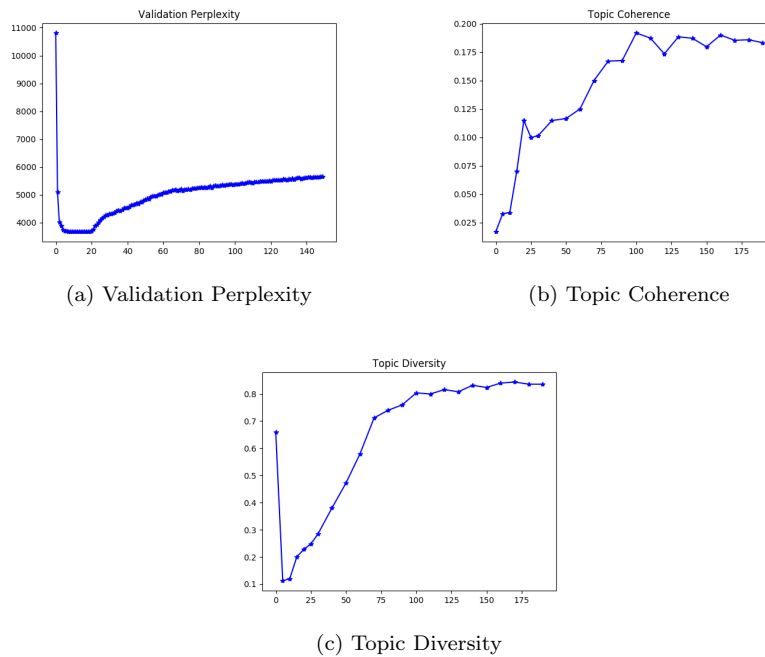 Validation Perplexity
11000
10000
9000
8000
7000
6000
5000
4000
0 20 40 60 80 100 120 140
(a) Validation Perplexity
Topic Coherence
0.200
0.175
0.150
0.125
0.100
0.075
0.050
0.025
0 25 50 75 100 125 150 175
(b) Topic Coherence
Topic Diversity
0.8
0.7
0.6
0.5
0.4
0.3
0.2
0.1
0 25 50 75 100 125 150 175
(c) Topic Diversity